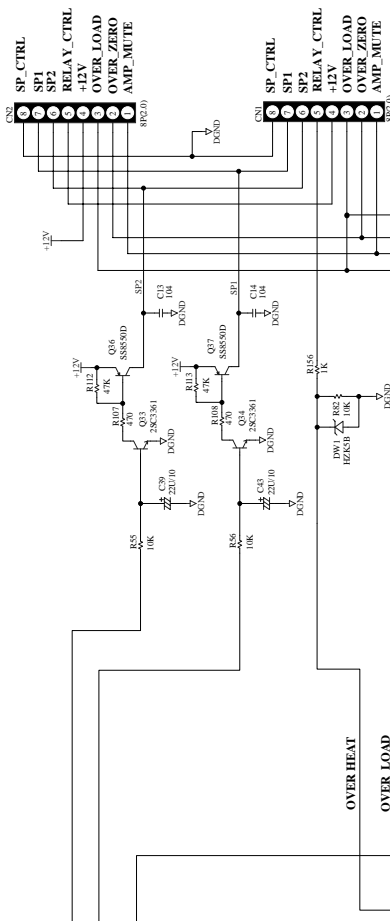 SP_CTRL
SP1
SP2
RELAY_CTRL
+12V
OVER_LOAD
OVER_ZERO
AMP_MUTE
CN2
8
7
6
5
4
3
2
1
8P(2.0)
DGND
SP_CTRL
SP1
SP2
RELAY_CTRL
+12V
OVER_LOAD
OVER_ZERO
AMP_MUTE
CN1
8
7
6
5
4
3
2
1
8P(2.0)
+12V
SP2
C13
104
DGND
SP1
C14
104
DGND
Q36
SS8550D
+12V
R112
47K
R107
470
Q33
2SC3361
DGND
C39
22U/10
DGND
R55
10K
Q37
SS8550D
+12V
R113
47K
R108
470
Q34
2SC3361
DGND
C43
22U/10
DGND
R56
10K
R156
1K
R82
10K
DW1
HZK5B
DGND
OVER HEAT
OVER_LOAD